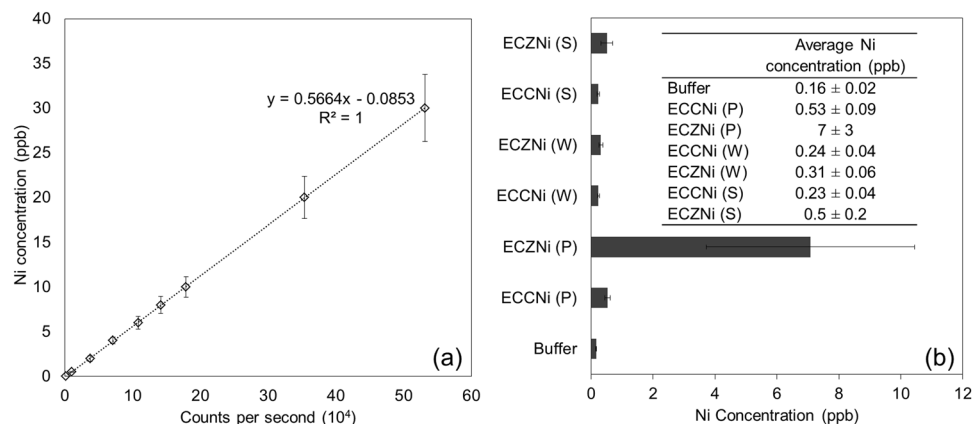 40
35
30
25
20
15
10
5
0
Ni concentration (ppb)
y = 0.5664x - 0.0853
R² = 1
(a)
0 10 20 30 40 50 60
Counts per second (10⁴)
ECZNi (S)
ECCNi (S)
ECZNi (W)
ECCNi (W)
ECZNi (P)
ECCNi (P)
Buffer
Average Ni
concentration (ppb)
Buffer 0.16 ± 0.02
ECCNi (P) 0.53 ± 0.09
ECZNi (P) 7 ± 3
ECCNi (W) 0.24 ± 0.04
ECZNi (W) 0.31 ± 0.06
ECCNi (S) 0.23 ± 0.04
ECZNi (S) 0.5 ± 0.2
(b)
0 2 4 6 8 10 12
Ni Concentration (ppb)